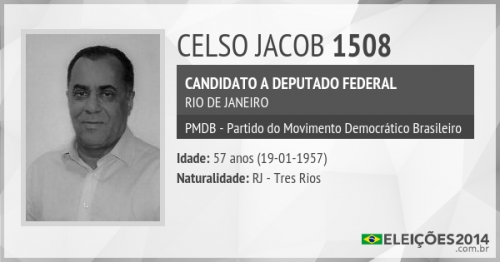 CELSO JACOB 1508
CANDIDATO A DEPUTADO FEDERAL
RIO DE JANEIRO
PMDB - Partido do Movimento Democrático Brasileiro
Idade: 57 anos (19-01-1957)
Naturalidade: RJ - Tres Rios
ELEIÇÕES2014
.com.br